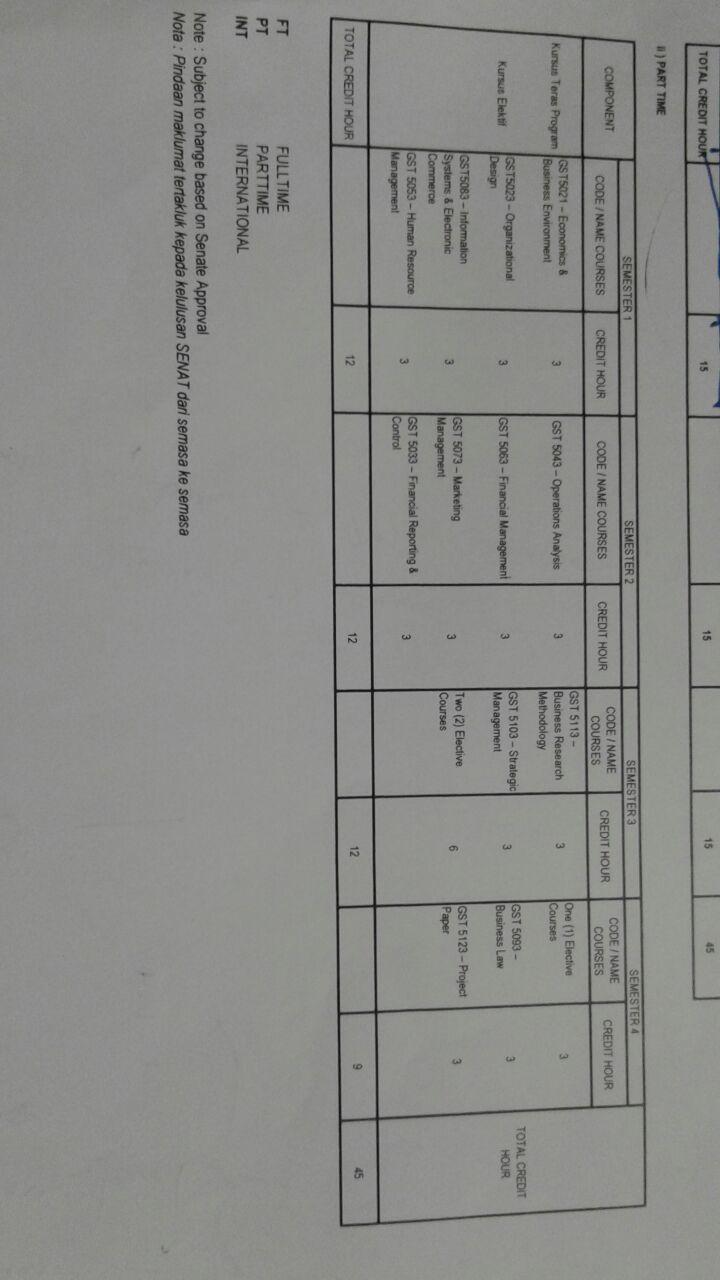 TOTAL CREDIT HOUR 15 15 15 45
ii) PART TIME
COMPONENT SEMESTER 1 SEMESTER 2 SEMESTER 3 SEMESTER 4 TOTAL CREDIT HOUR
CODE / NAME COURSES CREDIT HOUR CODE / NAME COURSES CREDIT HOUR CODE / NAME COURSES CREDIT HOUR CODE / NAME COURSES CREDIT HOUR
Kursus Teras Program
GST5021 – Economics &
Business Environment
3
GST 5043 – Operations Analysis
3
GST 5113 –
Business Research
Methodology
3
One (1) Elective
Courses
3
Kursus Elektif
GST5023 – Organizational
Design
3
GST 5063 – Financial Management
3
GST 5103 – Strategic
Management
3
GST 5093 –
Business Law
3
GST5083 – Information
Systems & Electronic
Commerce
3
GST 5073 – Marketing
Management
3
Two (2) Elective
Courses
6
GST 5123 – Project
Paper
3
GST 5053 – Human Resource
Management
3
GST 5033 – Financial Reporting &
Control
3
TOTAL CREDIT HOUR 12 12 12 9 45
FT FULLTIME
PT PARTTIME
INT INTERNATIONAL
Note : Subject to change based on Senate Approval
Nota : Pindaan maklumat tertakluk kepada kelulusan SENAT dari semasa ke semasa